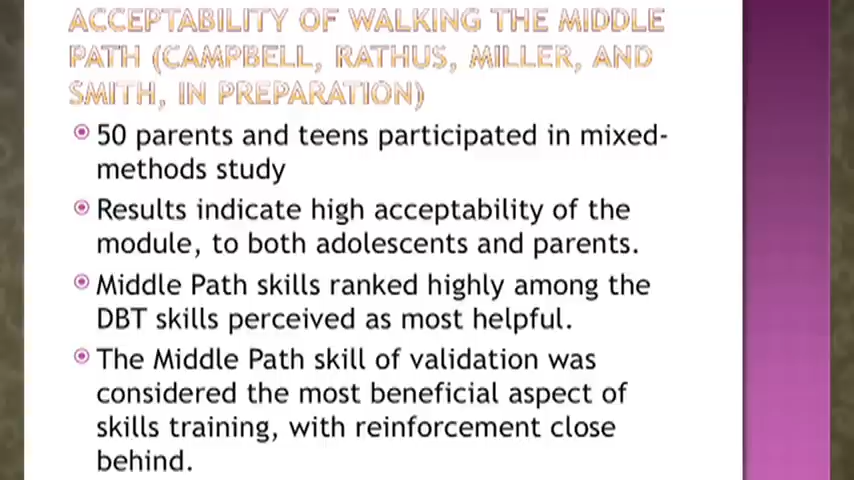 ACCEPTABILITY OF WALKING THE MIDDLE
PATH (CAMPBELL, RATHUS, MILLER, AND
SMITH, IN PREPARATION)
50 parents and teens participated in mixed-
methods study
Results indicate high acceptability of the
module, to both adolescents and parents.
Middle Path skills ranked highly among the
DBT skills perceived as most helpful.
The Middle Path skill of validation was
considered the most beneficial aspect of
skills training, with reinforcement close
behind.